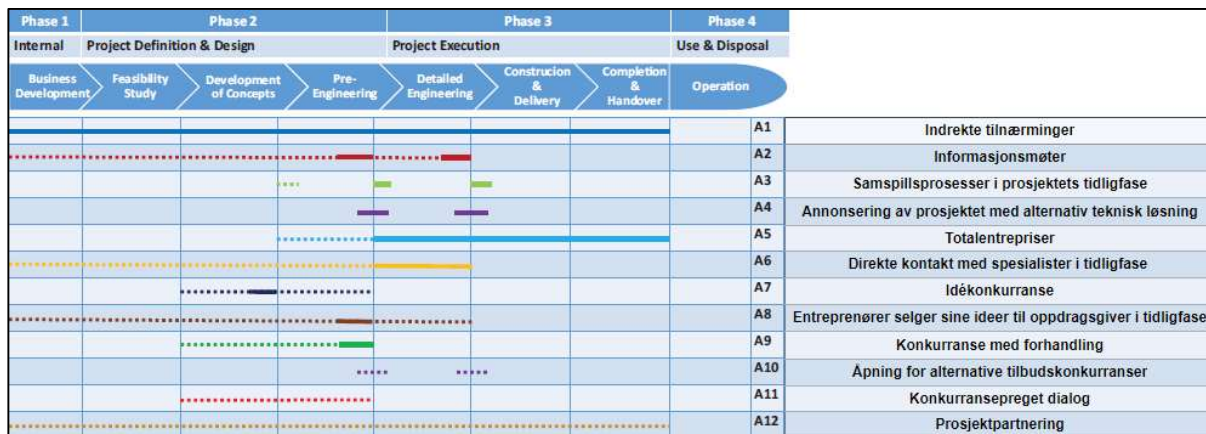 Phase 1 Phase 2 Phase 3 Phase 4
Internal Project Definition & Design Project Execution Use & Disposal
Business Development
Feasibility Study
Development of Concepts
Pre-Engineering
Detailed Engineering
Construcion & Delivery
Completion & Handover
Operation
A1 Indrekte tilnærminger
A2 Informasjonsmøter
A3 Samspillsprosesser i prosjektets tidligfase
A4 Annonsering av prosjektet med alternativ teknisk løsning
A5 Totalentrepriser
A6 Direkte kontakt med spesialister i tidligfase
A7 Idékonkurranse
A8 Entreprenører selger sine ideer til oppdragsgiver i tidligfase
A9 Konkurranse med forhandling
A10 Åpning for alternative tilbudskonkurranser
A11 Konkurransepreget dialog
A12 Prosjektpartnering